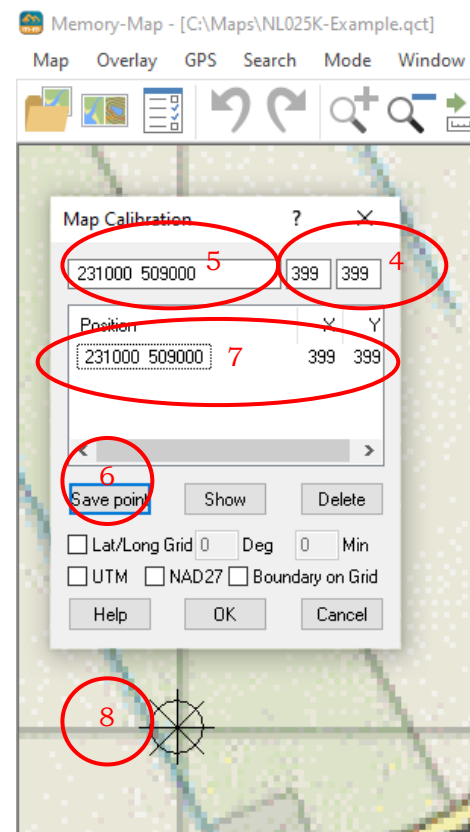 Memory-Map - [C:\Maps\NL025K-Example.qct]
Map Overlay GPS Search Mode Window
Map Calibration ? ×
231000 509000 5 399 399 4
Position X Y
231000 509000 7 399 399
6
Save point Show Delete
Lat/Long Grid 0 Deg 0 Min
UTM NAD27 Boundary on Grid
Help OK Cancel
8